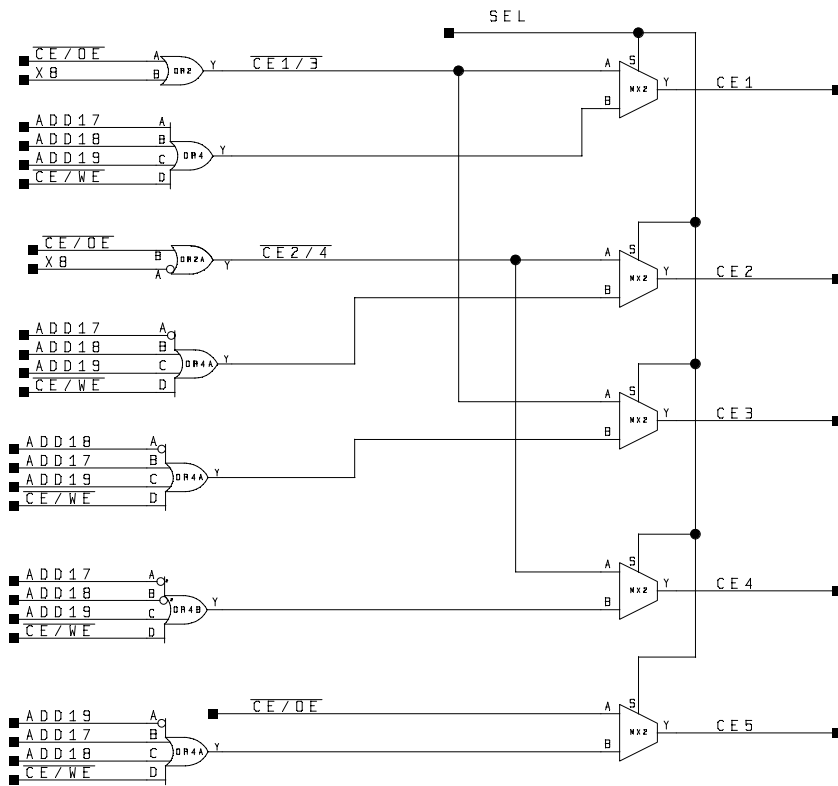 SEL
CE/OE A
X8 B OR2 Y CE1/3 A S MX2 Y CE1
ADD17 A B
ADD18 B
ADD19 C OR4 Y
CE/WE D
CE/OE B
X8 A OR2A Y CE2/4 A S MX2 Y CE2
B
ADD17 A
ADD18 B
ADD19 C OR4A Y
CE/WE D
A S MX2 Y CE3
B
ADD18 A
ADD17 B
ADD19 C OR4A Y
CE/WE D
A S MX2 Y CE4
B
ADD17 A
ADD18 B
ADD19 C OR4B Y
CE/WE D
CE/OE A S MX2 Y CE5
B
ADD19 A
ADD17 B
ADD18 C OR4A Y
CE/WE D